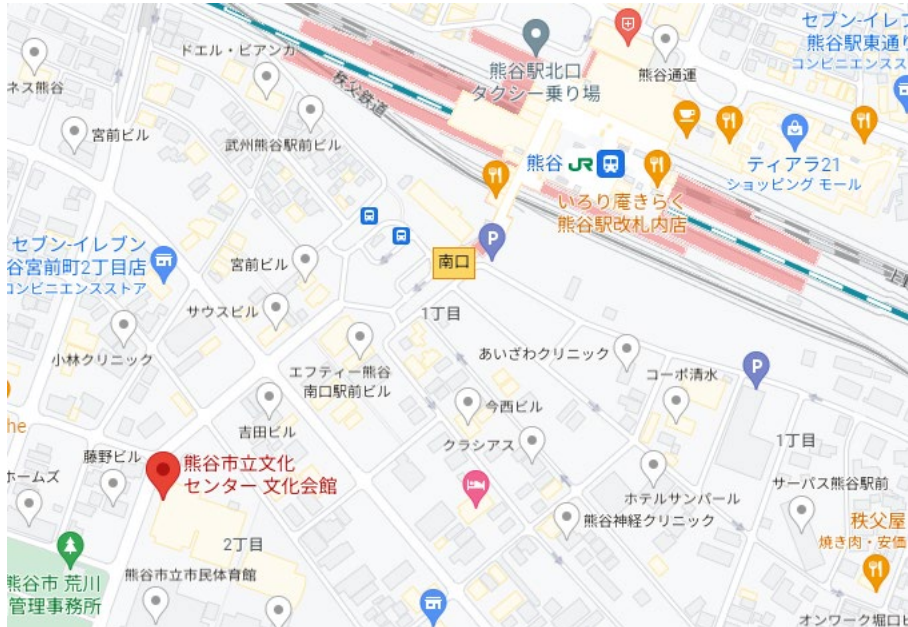 セブン-イレブ
熊谷駅東通り
コンビニエンスス
ドエル・ビアンカ
熊谷駅北口
タクシー乗り場
熊谷通運
ネス熊谷
秩父鉄道
宮前ビル
武州熊谷駅前ビル
熊谷 JR
ティアラ21
ショッピング モール
いろり庵きらく
熊谷駅改札内店
セブン-イレブン
谷宮前町2丁目店
コンビニエンスストア
宮前ビル
P
南口
サウスビル
1丁目
小林クリニック
エフティー熊谷
南口駅前ビル
あいざわクリニック
P
コーポ清水
今西ビル
吉田ビル
he
クラシアス
1丁目
藤野ビル
ホームズ
熊谷市立文化
センター 文化会館
ホテルサンバール
サーパス熊谷駅前
熊谷神経クリニック
秩父屋
焼き肉・安価
2丁目
熊谷市立市民体育館
熊谷市 荒川
管理事務所
オンワーク堀口ビ